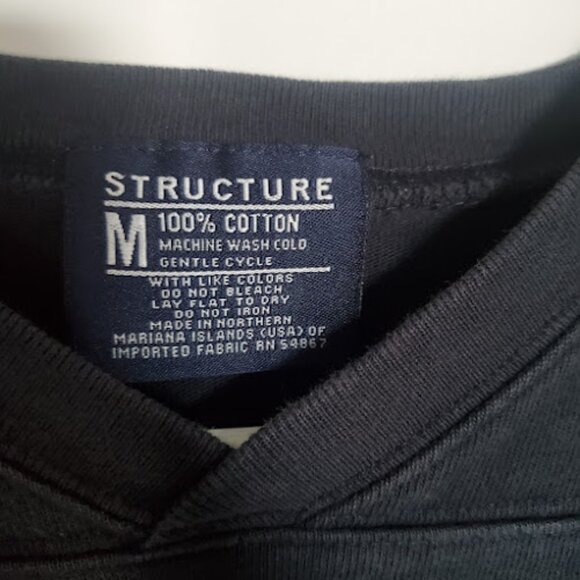 STRUCTURE
M 100% COTTON
MACHINE WASH COLD
GENTLE CYCLE
WITH LIKE COLORS
DO NOT BLEACH
LAY FLAT TO DRY
DO NOT IRON
MADE IN NORTHERN
MARIANA ISLANDS (USA) OF
IMPORTED FABRIC RN 54867